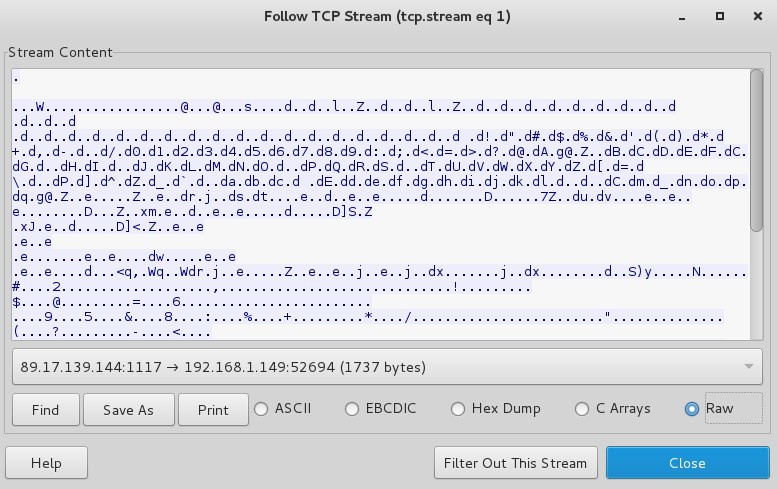 Follow TCP Stream (tcp.stream eq 1)
Stream Content
.
...W.................@...@...s....d..d..l..Z..d..d..l..Z..d..d..d..d..d..d..d..d..d
.d..d..d
.d..d..d..d..d..d..d..d..d..d..d..d..d..d..d..d..d..d..d .d!.d".d#.d$.d%.d&.d'.d(.d).d*.d
+.d,.d-.d..d/.d0.d1.d2.d3.d4.d5.d6.d7.d8.d9.d:.d;.d<.d=.d>.d?.d@.dA.g@.Z..dB.dC.dD.dE.dF.dC.
dG.d..dH.dI.d..dJ.dK.dL.dM.dN.dO...dP.dQ.dR.dS.d..dT.dU.dV.dW.dX.dY.dZ.d[.d=.d
\.d..dP.d].d^.dZ.d_.d`.d..da.db.dc.d .dE.dd.de.df.dg.dh.di.dj.dk.dl.d..d..dC.dm.d_.dn.do.dp.
dq.g@.Z..e.....Z..e..dr.j..ds.dt....e..d..e..e.....d.......D......7Z..du.dv....e..e..
e........D...Z..xm.e..d..e..e.....d.....D]S.Z
.xJ.e..d.....D]<.Z..e..e
.e..e
.e.......e..e....dw.....e..e
.e..e....d...<q,.Wq..Wdr.j..e.....Z..e..e..j..e..j..dx.......j..dx........d..S)y.....N......
#....2.................,..........................!.........
$....@.........=....6........................
....9....5....&....8....:....%....+.........*..../......................"..............
(....?.........-....<....
89.17.139.144:1117 → 192.168.1.149:52694 (1737 bytes)
Find Save As Print ASCII EBCDIC Hex Dump C Arrays Raw
Help Filter Out This Stream Close